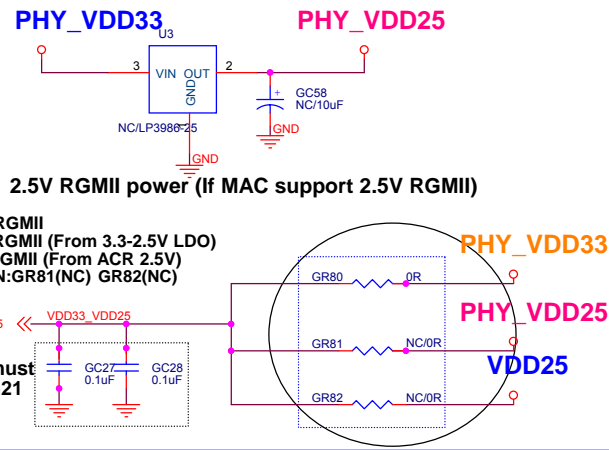 PHY_VDD33
PHY_VDD25
U3
3
VIN OUT
2
GND
GC58
NC/10uF
GND
NC/LP3986-25
GND
2.5V RGMII power (If MAC support 2.5V RGMII)
RGMII
RGMII (From 3.3-2.5V LDO)
GMII (From ACR 2.5V)
N:GR81(NC) GR82(NC)
PHY_VDD33
GR80
0R
PHY_VDD25
VDD33_VDD25
GR81
NC/0R
VDD25
must
21
GC27
0.1uF
GC28
0.1uF
GR82
NC/0R